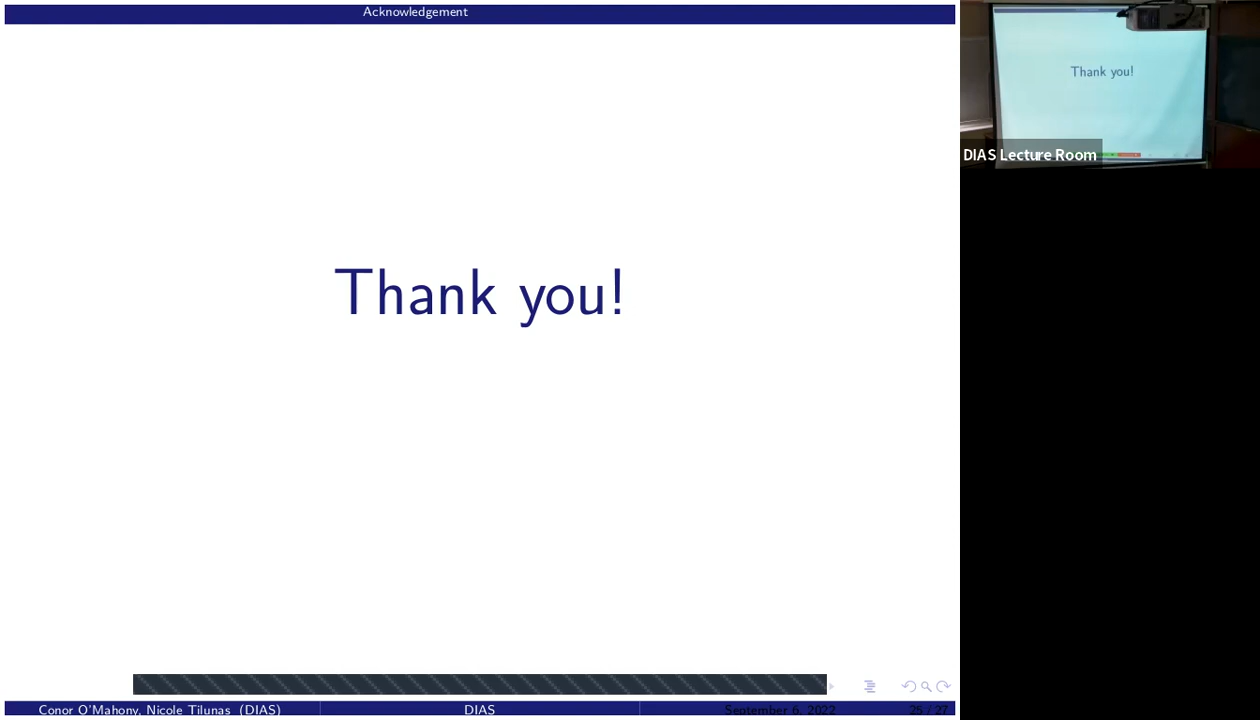 Acknowledgement
Thank you!
Conor O'Mahony, Nicole Tilunas (DIAS)
DIAS
September 6, 2022
25 / 27
Thank you!
DIAS Lecture Room